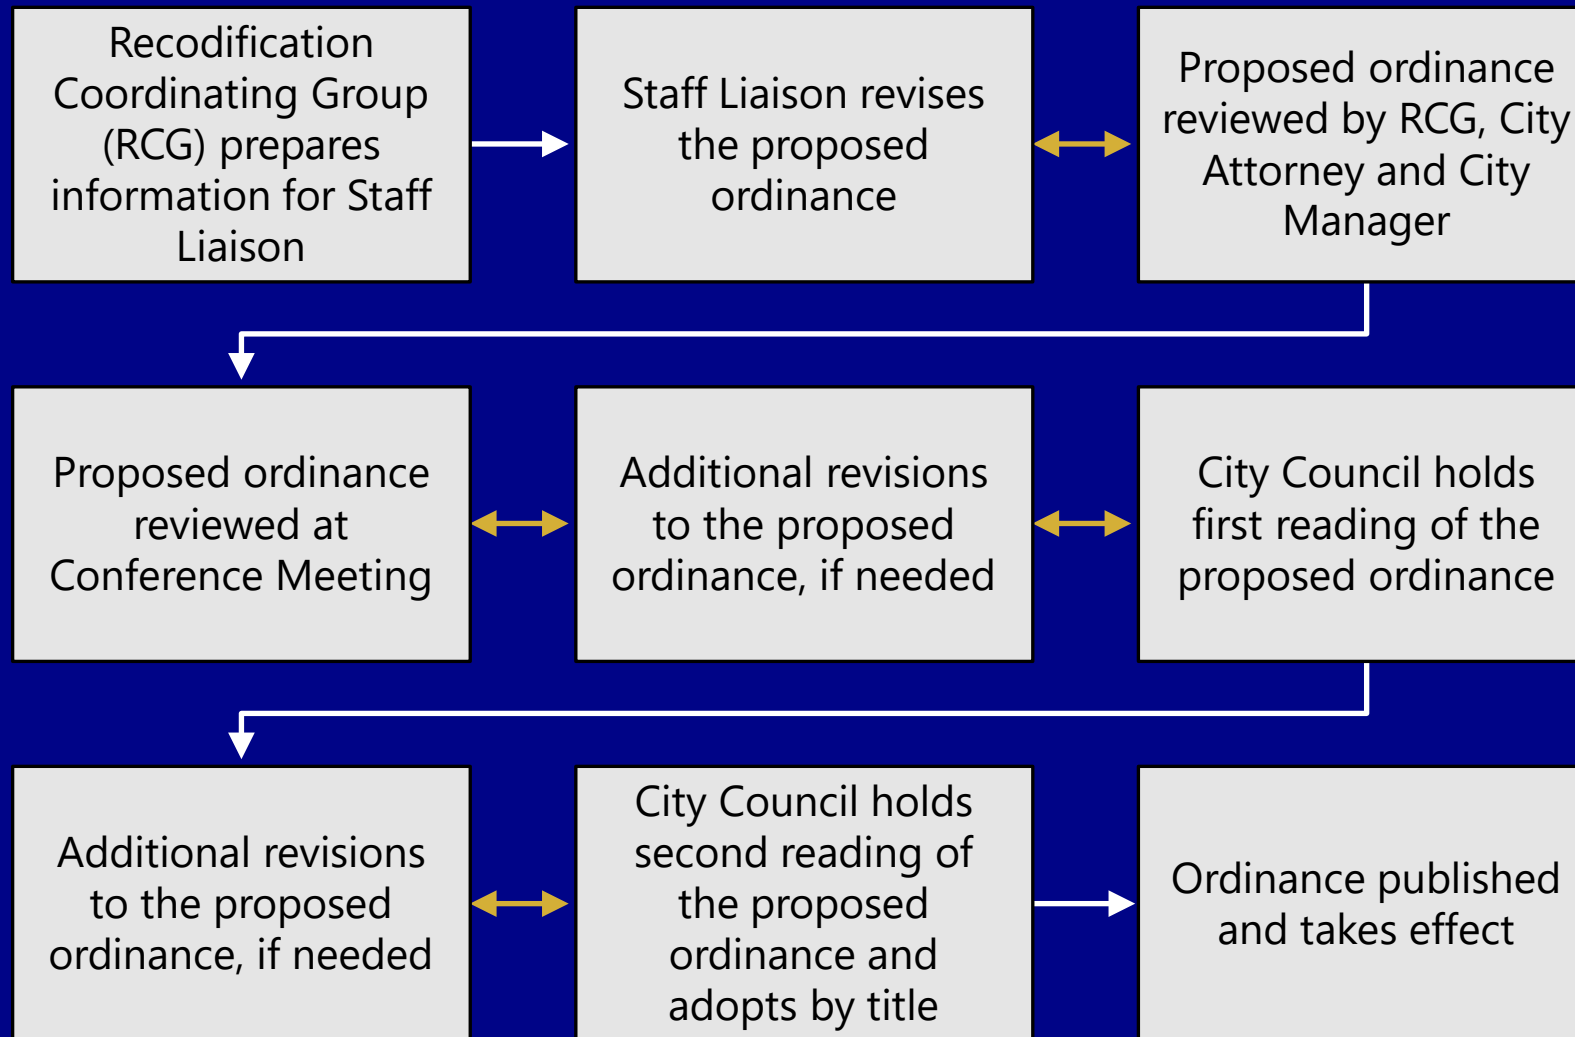 Recodification
Coordinating Group
(RCG) prepares
information for Staff
Liaison
Staff Liaison revises
the proposed
ordinance
Proposed ordinance
reviewed by RCG, City
Attorney and City
Manager
Proposed ordinance
reviewed at
Conference Meeting
Additional revisions
to the proposed
ordinance, if needed
City Council holds
first reading of the
proposed ordinance
Additional revisions
to the proposed
ordinance, if needed
City Council holds
second reading of
the proposed
ordinance and
adopts by title
Ordinance published
and takes effect